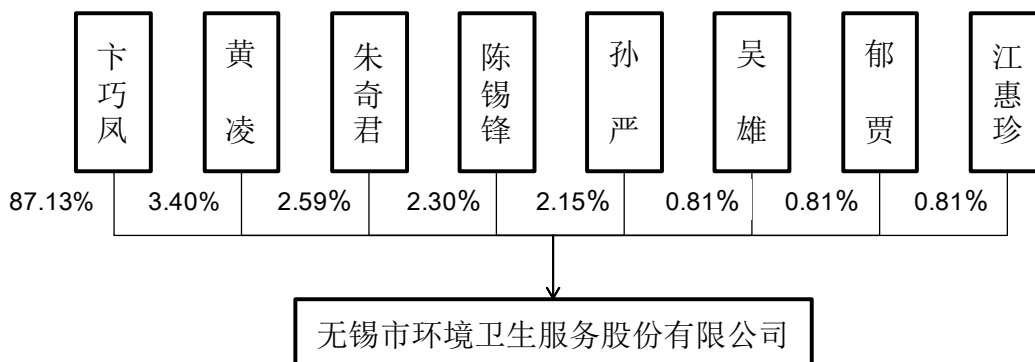 卞巧凤
黄凌
朱奇君
陈锡锋
孙严
吴雄
郁贾
江惠珍
87.13%
3.40%
2.59%
2.30%
2.15%
0.81%
0.81%
0.81%
无锡市环境卫生服务股份有限公司